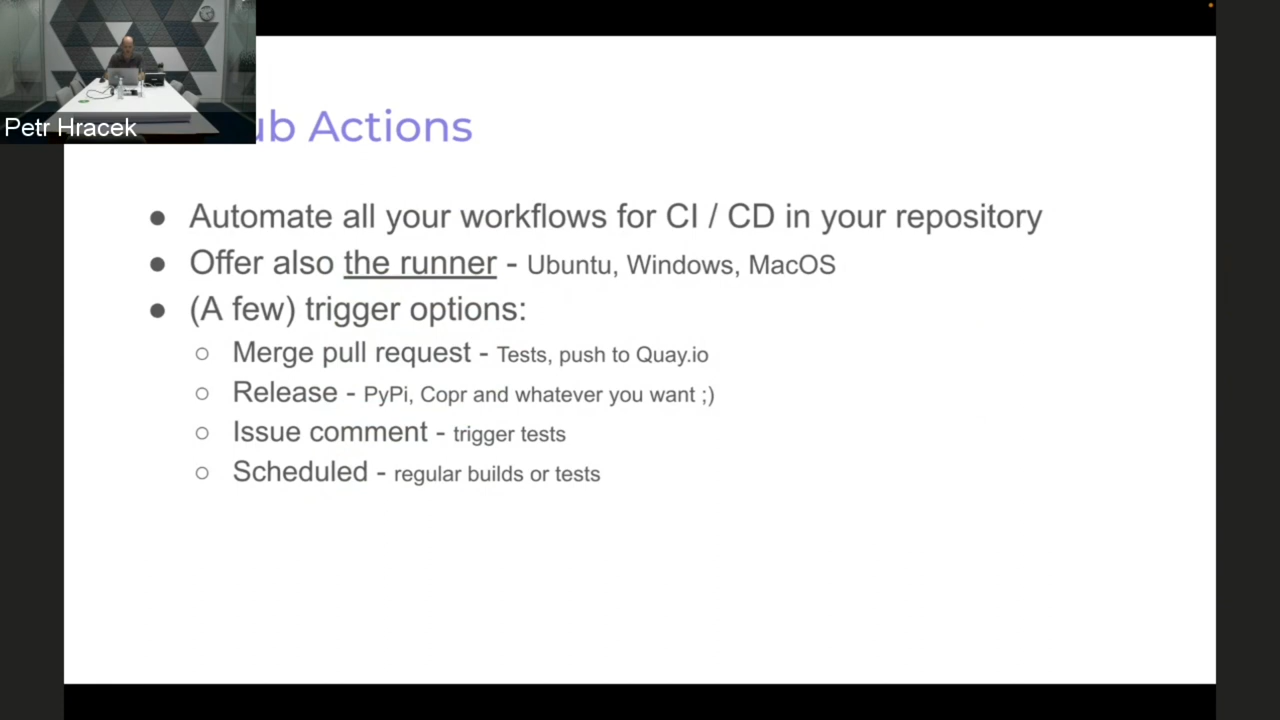 Petr Hracek
ub Actions
● Automate all your workflows for CI / CD in your repository
● Offer also the runner - Ubuntu, Windows, MacOS
● (A few) trigger options:
○ Merge pull request - Tests, push to Quay.io
○ Release - PyPi, Copr and whatever you want ;)
○ Issue comment - trigger tests
○ Scheduled - regular builds or tests